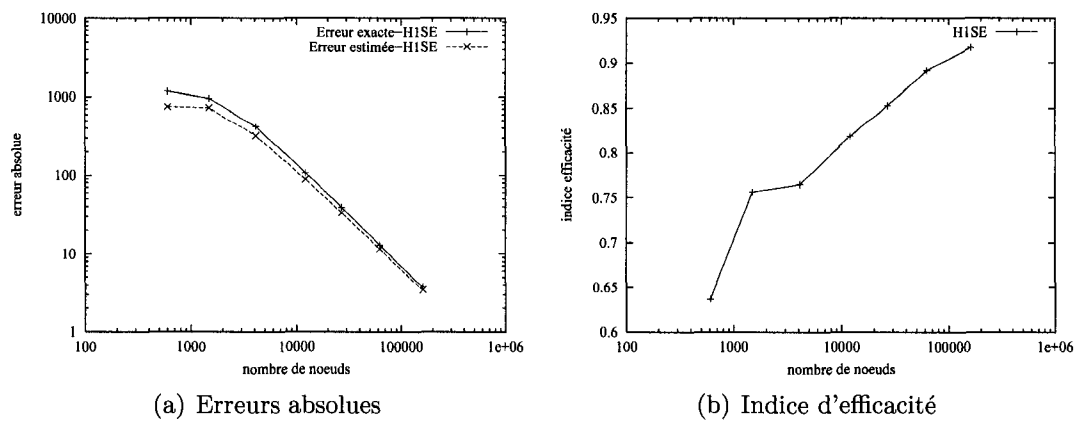 10000
1000
100
10
1
100
1000
10000
100000
1e+06
erreur absolue
nombre de noeuds
Erreur exacte-H1SE
Erreur estimée-H1SE
(a) Erreurs absolues
0.95
0.9
0.85
0.8
0.75
0.7
0.65
0.6
100
1000
10000
100000
1e+06
indice efficacité
nombre de noeuds
H1SE
(b) Indice d'efficacité